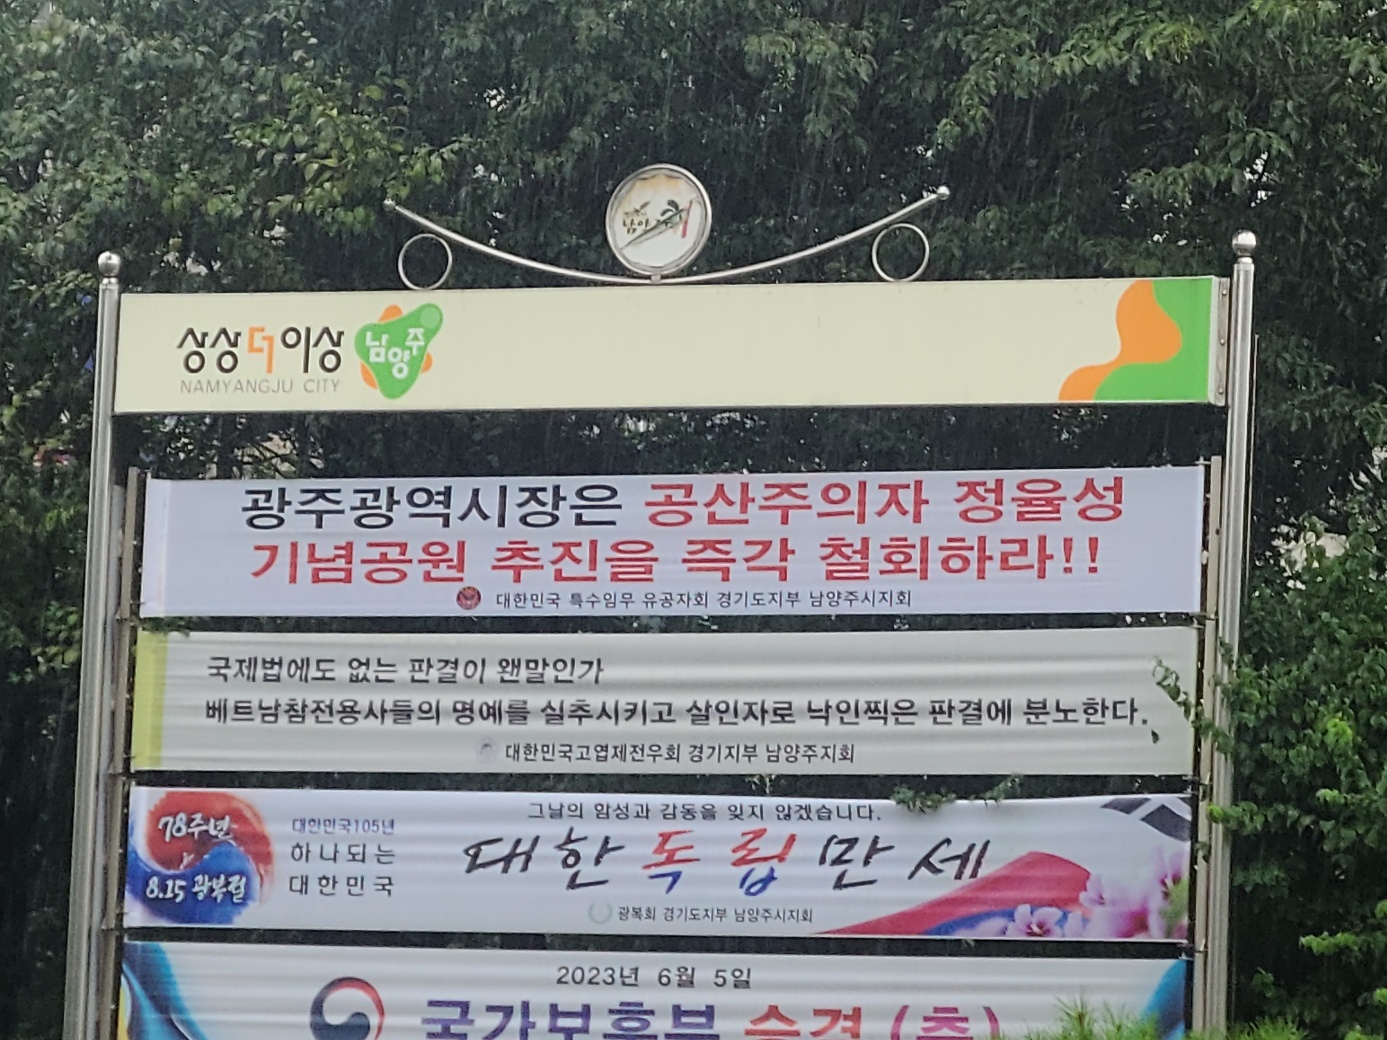 상상더이상
남양주
NAMYANGJU CITY
광주광역시장은 공산주의자 정율성
기념공원 추진을 즉각 철회하라!!
대한민국 특수임무 유공자회 경기도지부 남양주시지회
국제법에도 없는 판결이 왠말인가
베트남참전용사들의 명예를 실추시키고 살인자로 낙인찍은 판결에 분노한다.
대한민국고엽제전우회 경기지부 남양주지회
78주년
8.15 광복절
대한민국105년
하나되는
대한민국
그날의 함성과 감동을 잊지 않겠습니다.
대한독립만세
광복회 경기도지부 남양주시지회
2023년 6월 5일
국가보훈부 승격 (축)